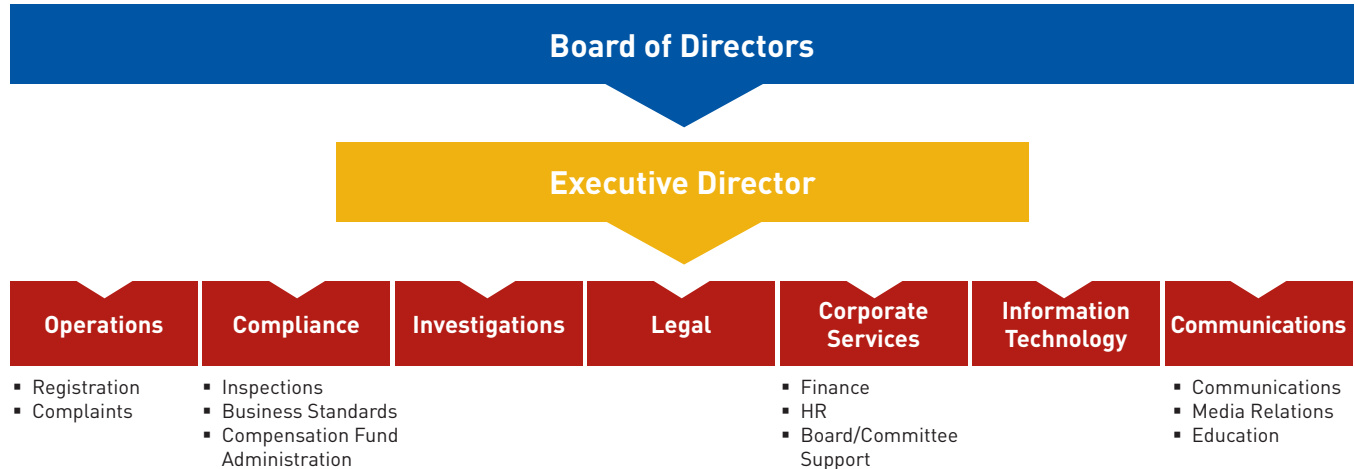 Board of Directors
Executive Director
Operations
Compliance
Investigations
Legal
Corporate
Services
Information
Technology
Communications
▪ Registration
▪ Complaints
▪ Inspections
▪ Business Standards
▪ Compensation Fund
Administration
▪ Finance
▪ HR
▪ Board/Committee
Support
▪ Communications
▪ Media Relations
▪ Education